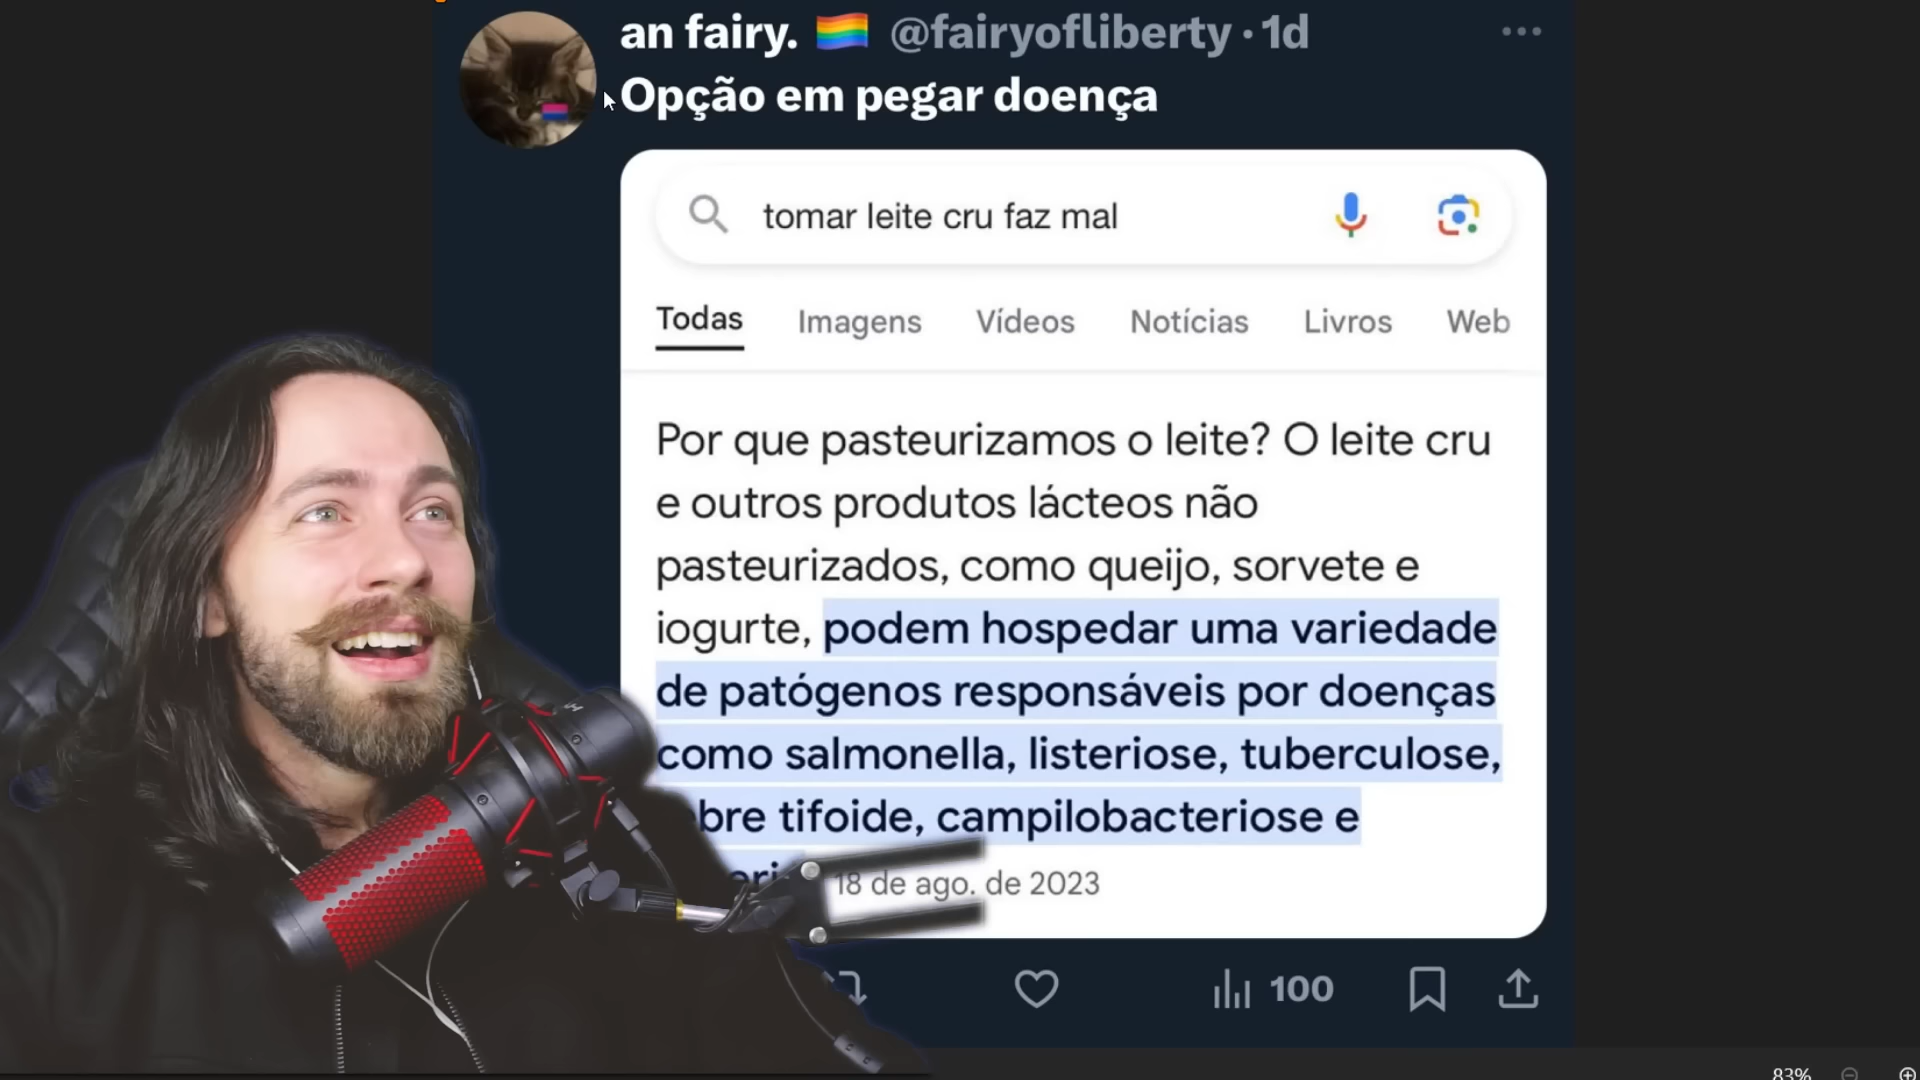 an fairy. 🏳️‍🌈 @fairyofliberty · 1d
Opção em pegar doença
tomar leite cru faz mal
Todas Imagens Vídeos Notícias Livros Web
Por que pasteurizamos o leite? O leite cru
e outros produtos lácteos não
pasteurizados, como queijo, sorvete e
iogurte, podem hospedar uma variedade
de patógenos responsáveis por doenças
como salmonella, listeriose, tuberculose,
bre tifoide, campilobacteriose e
18 de ago. de 2023
100
83%